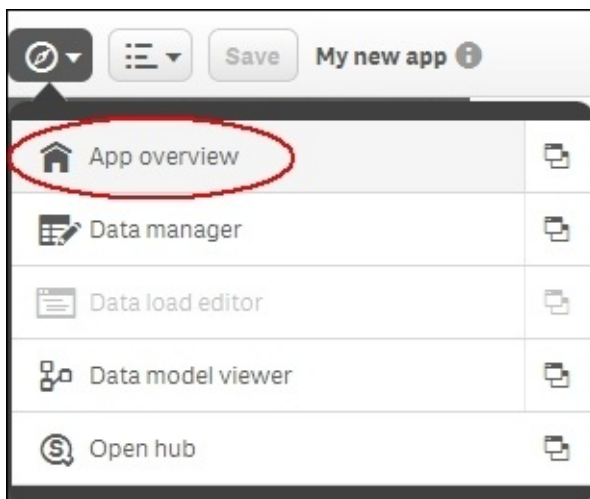 Save My new app
App overview
Data manager
Data load editor
Data model viewer
Open hub